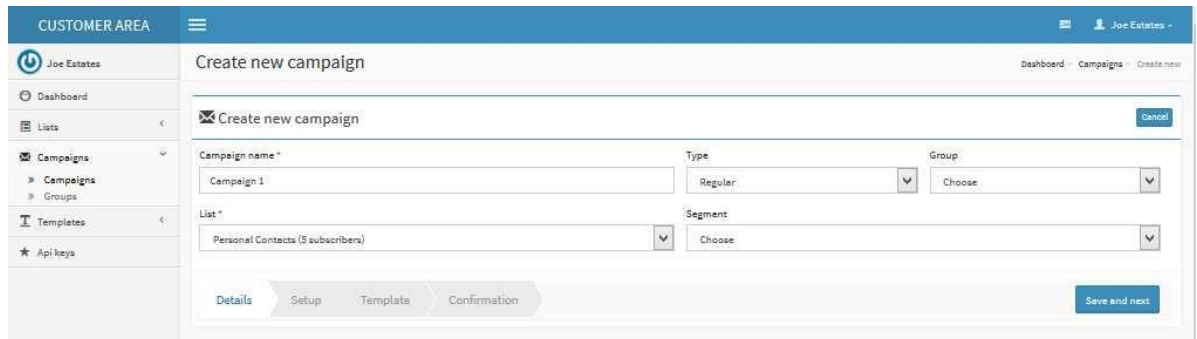 CUSTOMER AREA
Joe Estates
Joe Estates
Create new campaign
Dashboard Campaigns Create new
Dashboard
Lists
Campaigns
» Campaigns
» Groups
Templates
Api keys
Create new campaign
Cancel
Campaign name *
Type
Group
Campaign 1
Regular
Choose
List *
Segment
Personal Contacts (5 subscribers)
Choose
Details
Setup
Template
Confirmation
Save and next